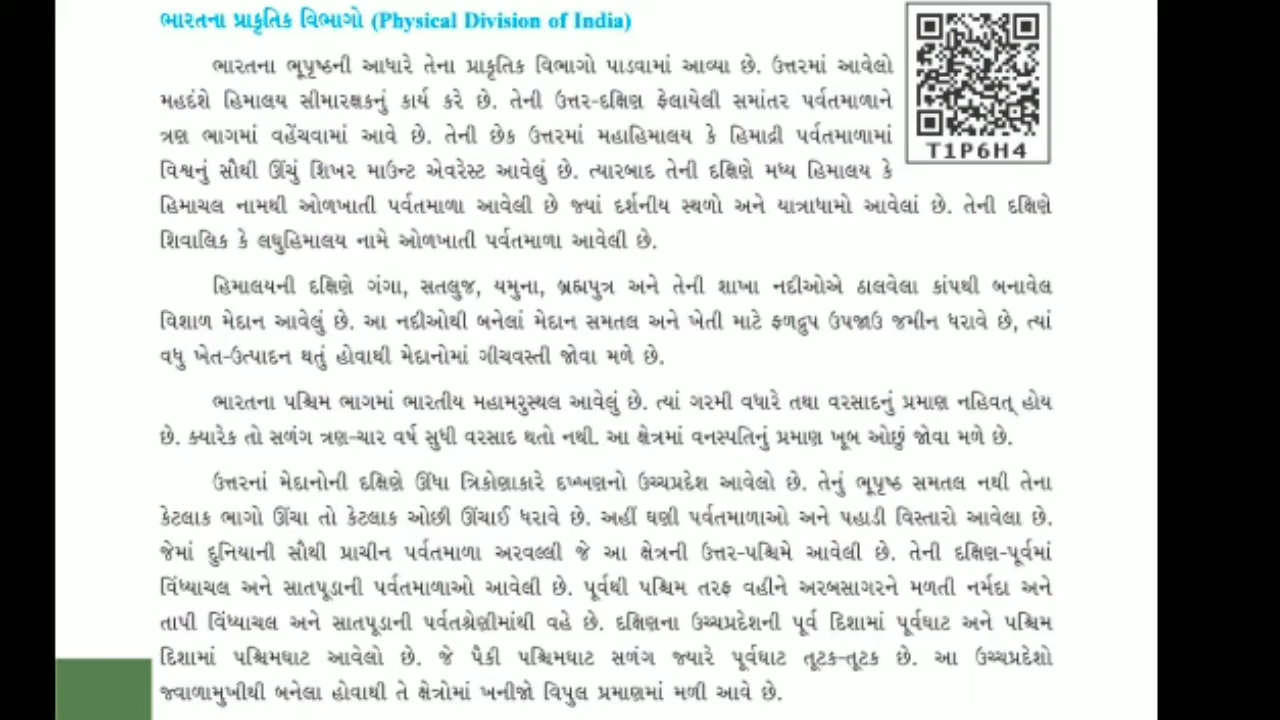 ભારતના પ્રાકૃતિક વિભાગો (Physical Division of India)
ભારતના ભૂપૃષ્ઠની આધારે તેના પ્રાકૃતિક વિભાગો પાડવામાં આવ્યા છે. ઉત્તરમાં આવેલો
મહદંશે હિમાલય સીમારક્ષકનું કાર્ય કરે છે. તેની ઉત્તર-દક્ષિણ ફેલાયેલી સમાંતર પર્વતમાળાને
ત્રણ ભાગમાં વહેંચવામાં આવે છે. તેની છેક ઉત્તરમાં મહાહિમાલય કે હિમાદ્રી પર્વતમાળામાં
વિશ્વનું સૌથી ઊંચું શિખર માઉન્ટ એવરેસ્ટ આવેલું છે. ત્યારબાદ તેની દક્ષિણે મધ્ય હિમાલય કે
હિમાચલ નામથી ઓળખાતી પર્વતમાળા આવેલી છે જ્યાં દર્શનીય સ્થળો અને યાત્રાધામો આવેલાં છે. તેની દક્ષિણે
શિવાલિક કે લઘુહિમાલય નામે ઓળખાતી પર્વતમાળા આવેલી છે.
T1P6H4
હિમાલયની દક્ષિણે ગંગા, સતલુજ, યમુના, બ્રહ્મપુત્ર અને તેની શાખા નદીઓએ ઠાલવેલા કાંપથી બનાવેલ
વિશાળ મેદાન આવેલું છે. આ નદીઓથી બનેલાં મેદાન સમતલ અને ખેતી માટે ફળદ્રુપ ઉપજાઉ જમીન ધરાવે છે, ત્યાં
વધુ ખેત-ઉત્પાદન થતું હોવાથી મેદાનોમાં ગીચવસ્તી જોવા મળે છે.
ભારતના પશ્ચિમ ભાગમાં ભારતીય મહામરુસ્થલ આવેલું છે. ત્યાં ગરમી વધારે તથા વરસાદનું પ્રમાણ નહિવત્ હોય
છે. ક્યારેક તો સળંગ ત્રણ-ચાર વર્ષ સુધી વરસાદ થતો નથી. આ ક્ષેત્રમાં વનસ્પતિનું પ્રમાણ ખૂબ ઓછું જોવા મળે છે.
ઉત્તરનાં મેદાનોની દક્ષિણે ઊંધા ત્રિકોણાકારે દખ્ખણનો ઉચ્ચપ્રદેશ આવેલો છે. તેનું ભૂપૃષ્ઠ સમતલ નથી તેના
કેટલાક ભાગો ઊંચા તો કેટલાક ઓછી ઊંચાઈ ધરાવે છે. અહીં ઘણી પર્વતમાળાઓ અને પહાડી વિસ્તારો આવેલા છે.
જેમાં દુનિયાની સૌથી પ્રાચીન પર્વતમાળા અરવલ્લી જે આ ક્ષેત્રની ઉત્તર-પશ્ચિમે આવેલી છે. તેની દક્ષિણ-પૂર્વમાં
વિંધ્યાચલ અને સાતપૂડાની પર્વતમાળાઓ આવેલી છે. પૂર્વથી પશ્ચિમ તરફ વહીને અરબસાગરને મળતી નર્મદા અને
તાપી વિંધ્યાચલ અને સાતપૂડાની પર્વતશ્રેણીમાંથી વહે છે. દક્ષિણના ઉચ્ચપ્રદેશની પૂર્વ દિશામાં પૂર્વઘાટ અને પશ્ચિમ
દિશામાં પશ્ચિમઘાટ આવેલો છે. જે પૈકી પશ્ચિમઘાટ સળંગ જ્યારે પૂર્વઘાટ તૂટક-તૂટક છે. આ ઉચ્ચપ્રદેશો
જ્વાળામુખીથી બનેલા હોવાથી તે ક્ષેત્રોમાં ખનીજો વિપુલ પ્રમાણમાં મળી આવે છે.